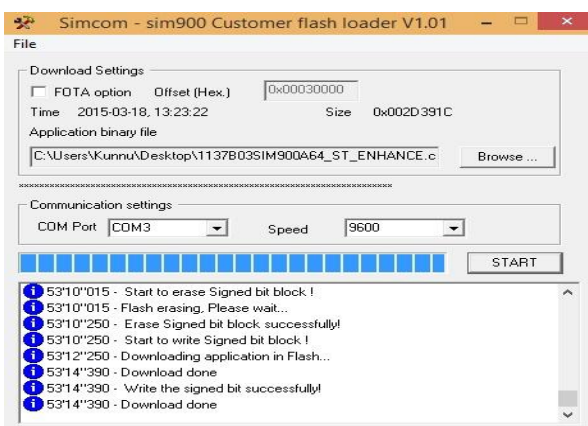 Simcom - sim900 Customer flash loader V1.01
File
Download Settings
FOTA option Offset (Hex.) 0x00030000
Time 2015-03-18, 13:23:22 Size 0x002D391C
Application binary file
C:\Users\Kunnu\Desktop\1137B03SIM900A64_ST_ENHANCE.c Browse ...
Communication settings
COM Port COM3 Speed 9600
START
53'10''015 - Start to erase Signed bit block !
53'10''015 - Flash erasing, Please wait...
53'10''250 - Erase Signed bit block successfully!
53'10''250 - Start to write Signed bit block !
53'12''250 - Downloading application in Flash...
53'14''390 - Download done
53'14''390 - Write the signed bit successfully!
53'14''390 - Download done